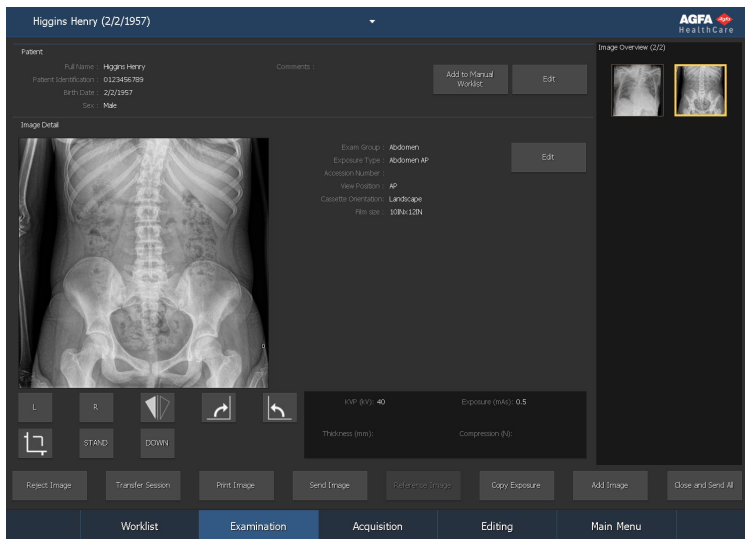 Higgins Henry (2/2/1957)
AGFA
HealthCare
Patient
Full Name : Higgins Henry
Patient Identification : 0123456789
Birth Date : 2/2/1957
Sex : Male
Comments :
Add to Manual
Worklist
Edit
Image Overview (2/2)
Image Detail
Exam Group : Abdomen
Exposure Type : Abdomen AP
Accession Number :
View Position : AP
Cassette Orientation: Landscape
Film size : 10INx12IN
Edit
L
R
STAND
DOWN
KVP (kV): 40
Exposure (mAs): 0.5
Thickness (mm):
Compression (N):
Reject Image
Transfer Session
Print Image
Send Image
Reference Image
Copy Exposure
Add Image
Close and Send All
Worklist
Examination
Acquisition
Editing
Main Menu